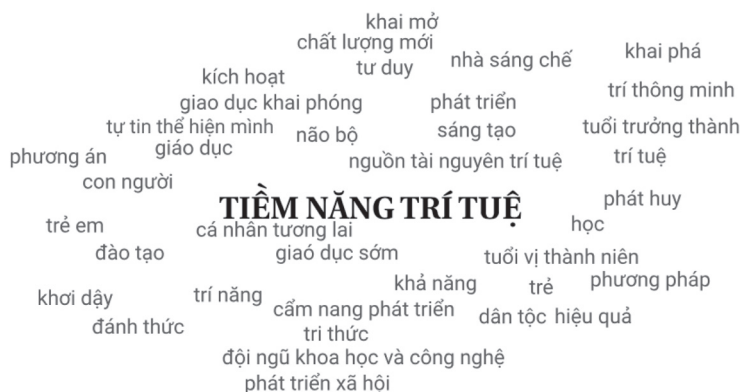 khai mở
chất lượng mới
tư duy
nhà sáng chế
khai phá
kích hoạt
trí thông minh
giao dục khai phóng
phát triển
tự tin thể hiện mình
não bộ
sáng tạo
tuổi trưởng thành
phương án
giáo dục
nguồn tài nguyên trí tuệ
trí tuệ
con người
phát huy
TIỀM NĂNG TRÍ TUỆ
trẻ em
cá nhân tương lai
học
đào tạo
giaó dục sớm
tuổi vị thành niên
khả năng
trẻ
phương pháp
khơi dậy
trí năng
cẩm nang phát triển
dân tộc
hiệu quả
đánh thức
tri thức
đội ngũ khoa học và công nghệ
phát triển xã hội